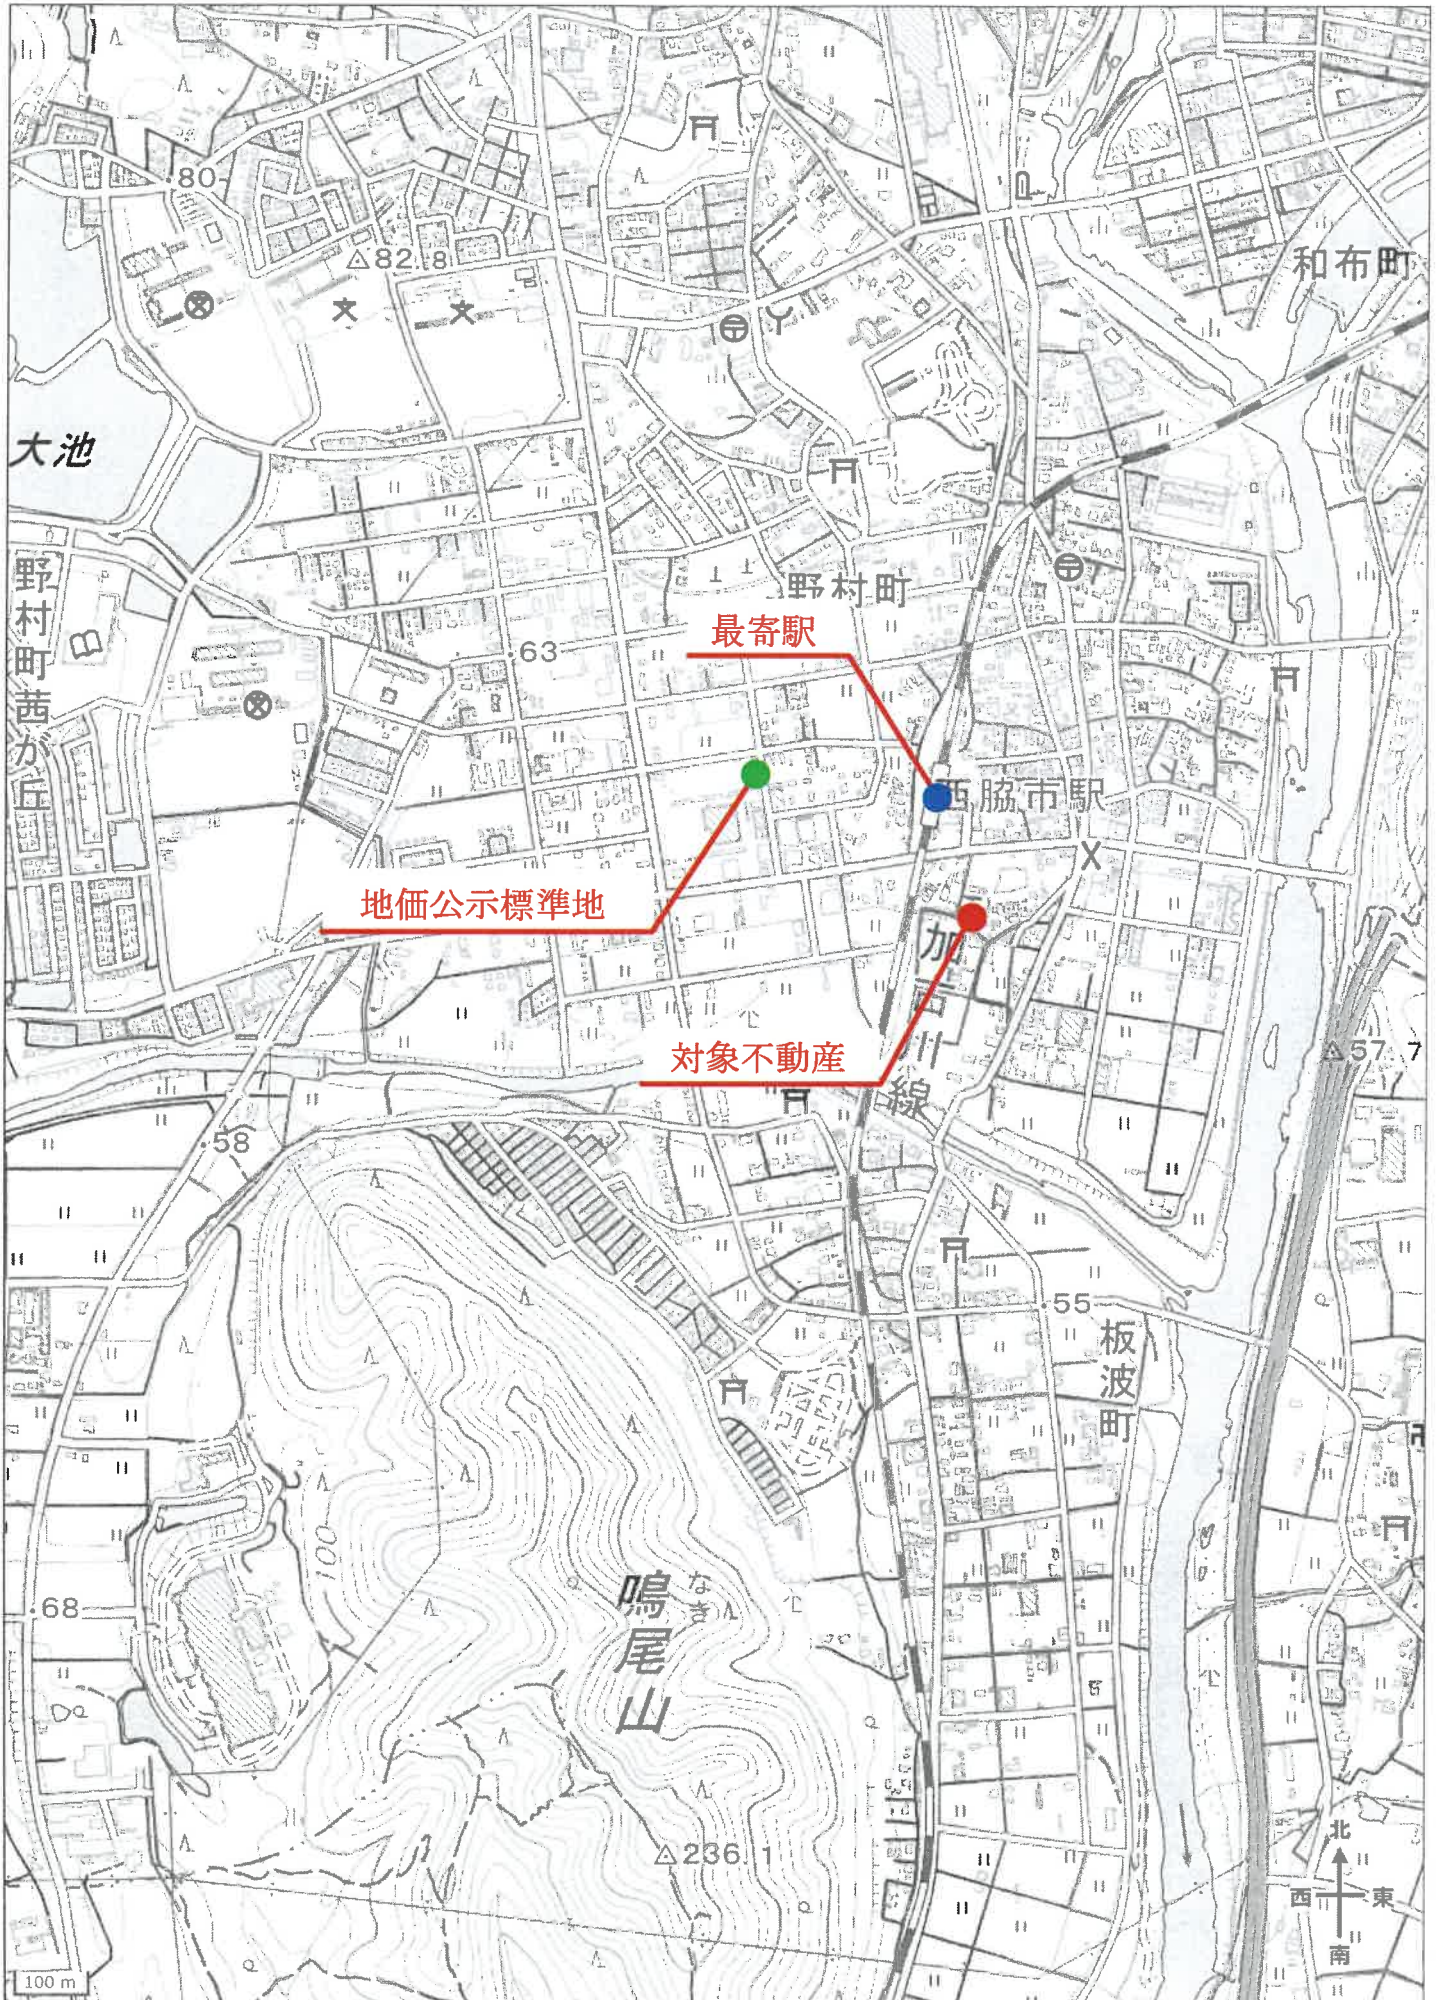 80
82.8
和布町
大池
野村町
最寄駅
野村町茜が丘
63
西脇市駅
地価公示標準地
加古川線
対象不動産
57.7
58
55
板波町
100
鳴尾山
なき
68
236.1
北
西 東
南
100 m